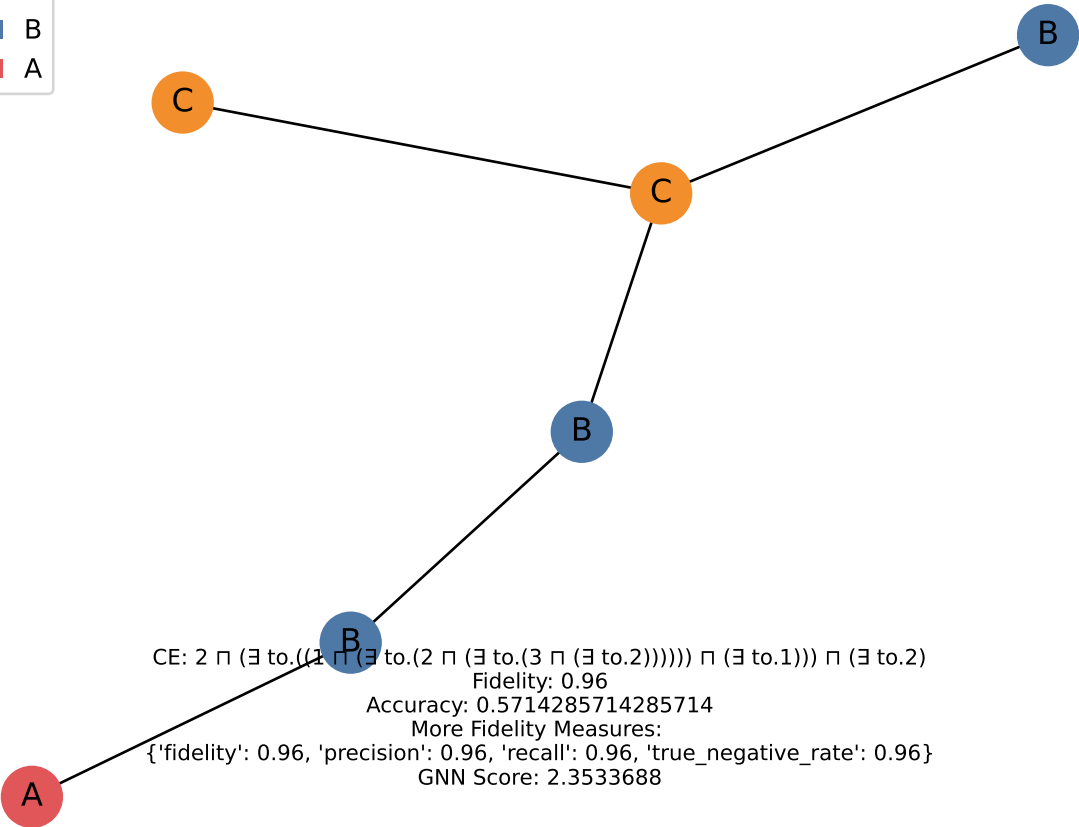 B
B
A
C
C
B
B
CE: 2 ⊓ (∃ to.((1 ⊓ (∃ to.(2 ⊓ (∃ to.(3 ⊓ (∃ to.2)))))) ⊓ (∃ to.1))) ⊓ (∃ to.2)
Fidelity: 0.96
Accuracy: 0.5714285714285714
More Fidelity Measures:
{'fidelity': 0.96, 'precision': 0.96, 'recall': 0.96, 'true_negative_rate': 0.96}
GNN Score: 2.3533688
A